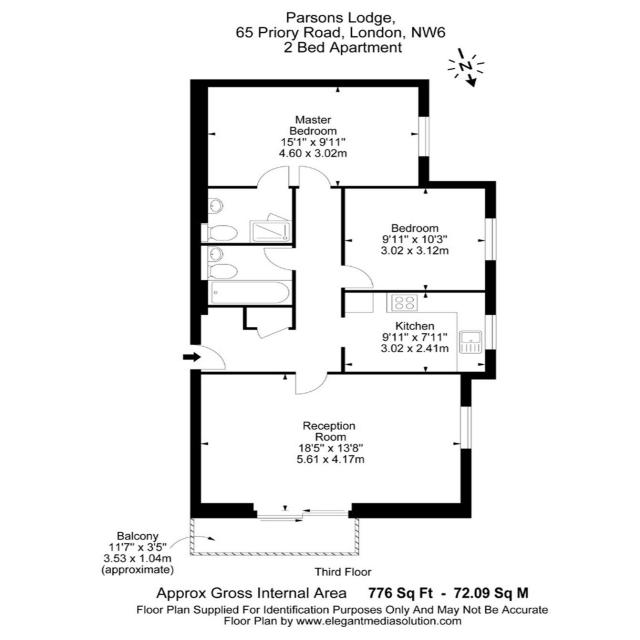 Parsons Lodge,
65 Priory Road, London, NW6
2 Bed Apartment
N
Master
Bedroom
15'1" x 9'11"
4.60 x 3.02m
Bedroom
9'11" x 10'3"
3.02 x 3.12m
Kitchen
9'11" x 7'11"
3.02 x 2.41m
Reception
Room
18'5" x 13'8"
5.61 x 4.17m
Balcony
11'7" x 3'5"
3.53 x 1.04m
(approximate)
Third Floor
Approx Gross Internal Area 776 Sq Ft - 72.09 Sq M
Floor Plan Supplied For Identification Purposes Only And May Not Be Accurate
Floor Plan by www.elegantmediasolution.com